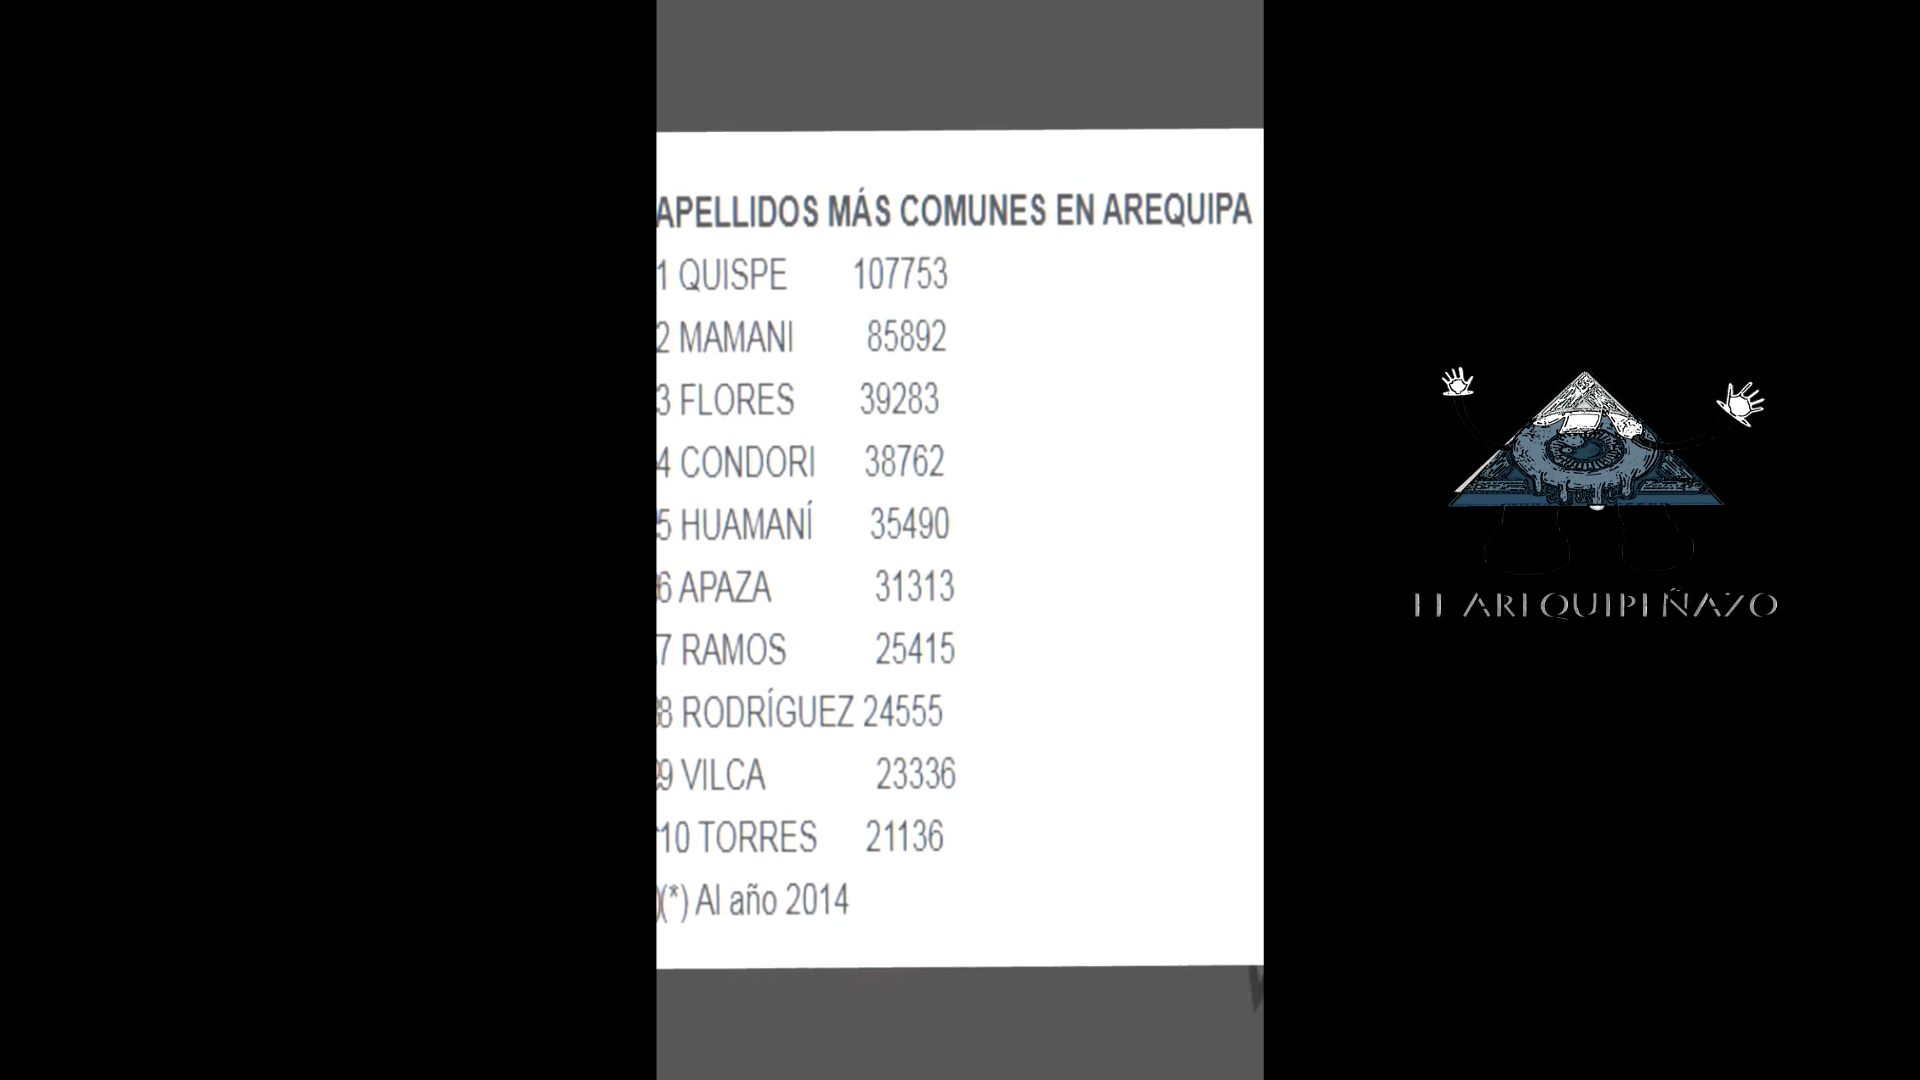 APELLIDOS MÁS COMUNES EN AREQUIPA
1 QUISPE 107753
2 MAMANI 85892
3 FLORES 39283
4 CONDORI 38762
5 HUAMANÍ 35490
6 APAZA 31313
7 RAMOS 25415
8 RODRÍGUEZ 24555
9 VILCA 23336
10 TORRES 21136
(*) Al año 2014
EL AREQUIPEÑAZO